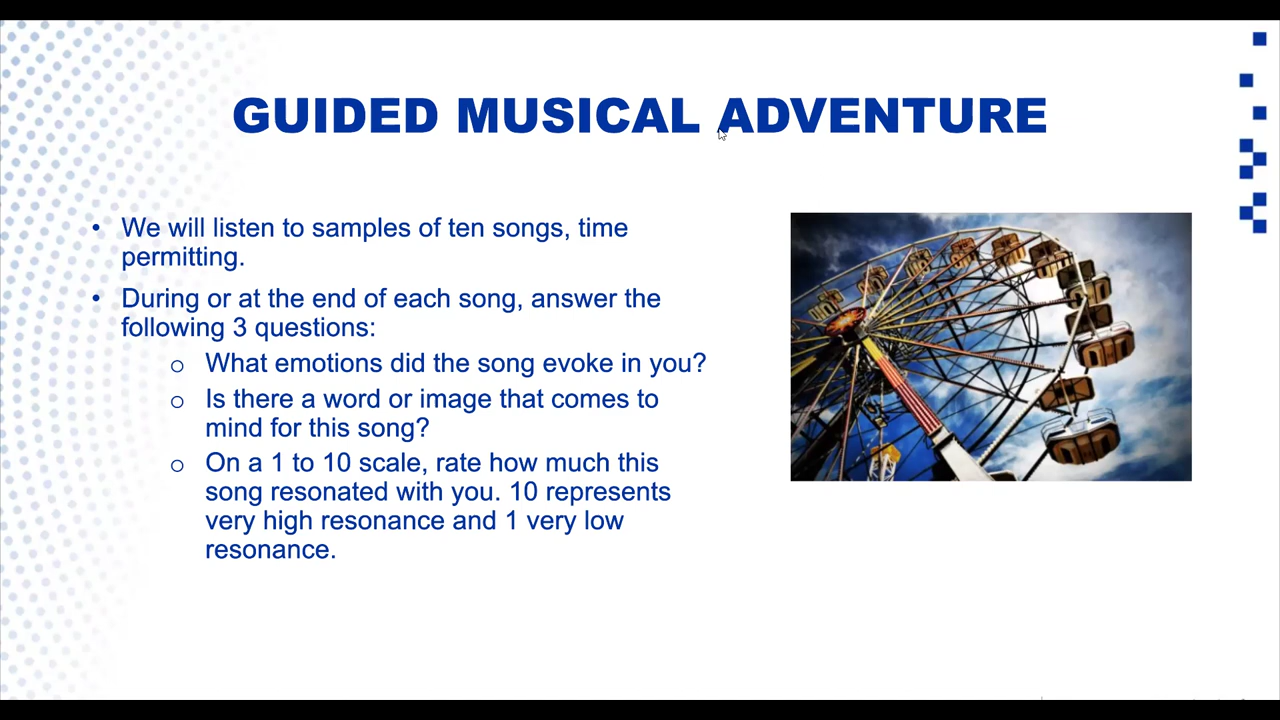 GUIDED MUSICAL ADVENTURE
• We will listen to samples of ten songs, time
permitting.
• During or at the end of each song, answer the
following 3 questions:
o What emotions did the song evoke in you?
o Is there a word or image that comes to
mind for this song?
o On a 1 to 10 scale, rate how much this
song resonated with you. 10 represents
very high resonance and 1 very low
resonance.